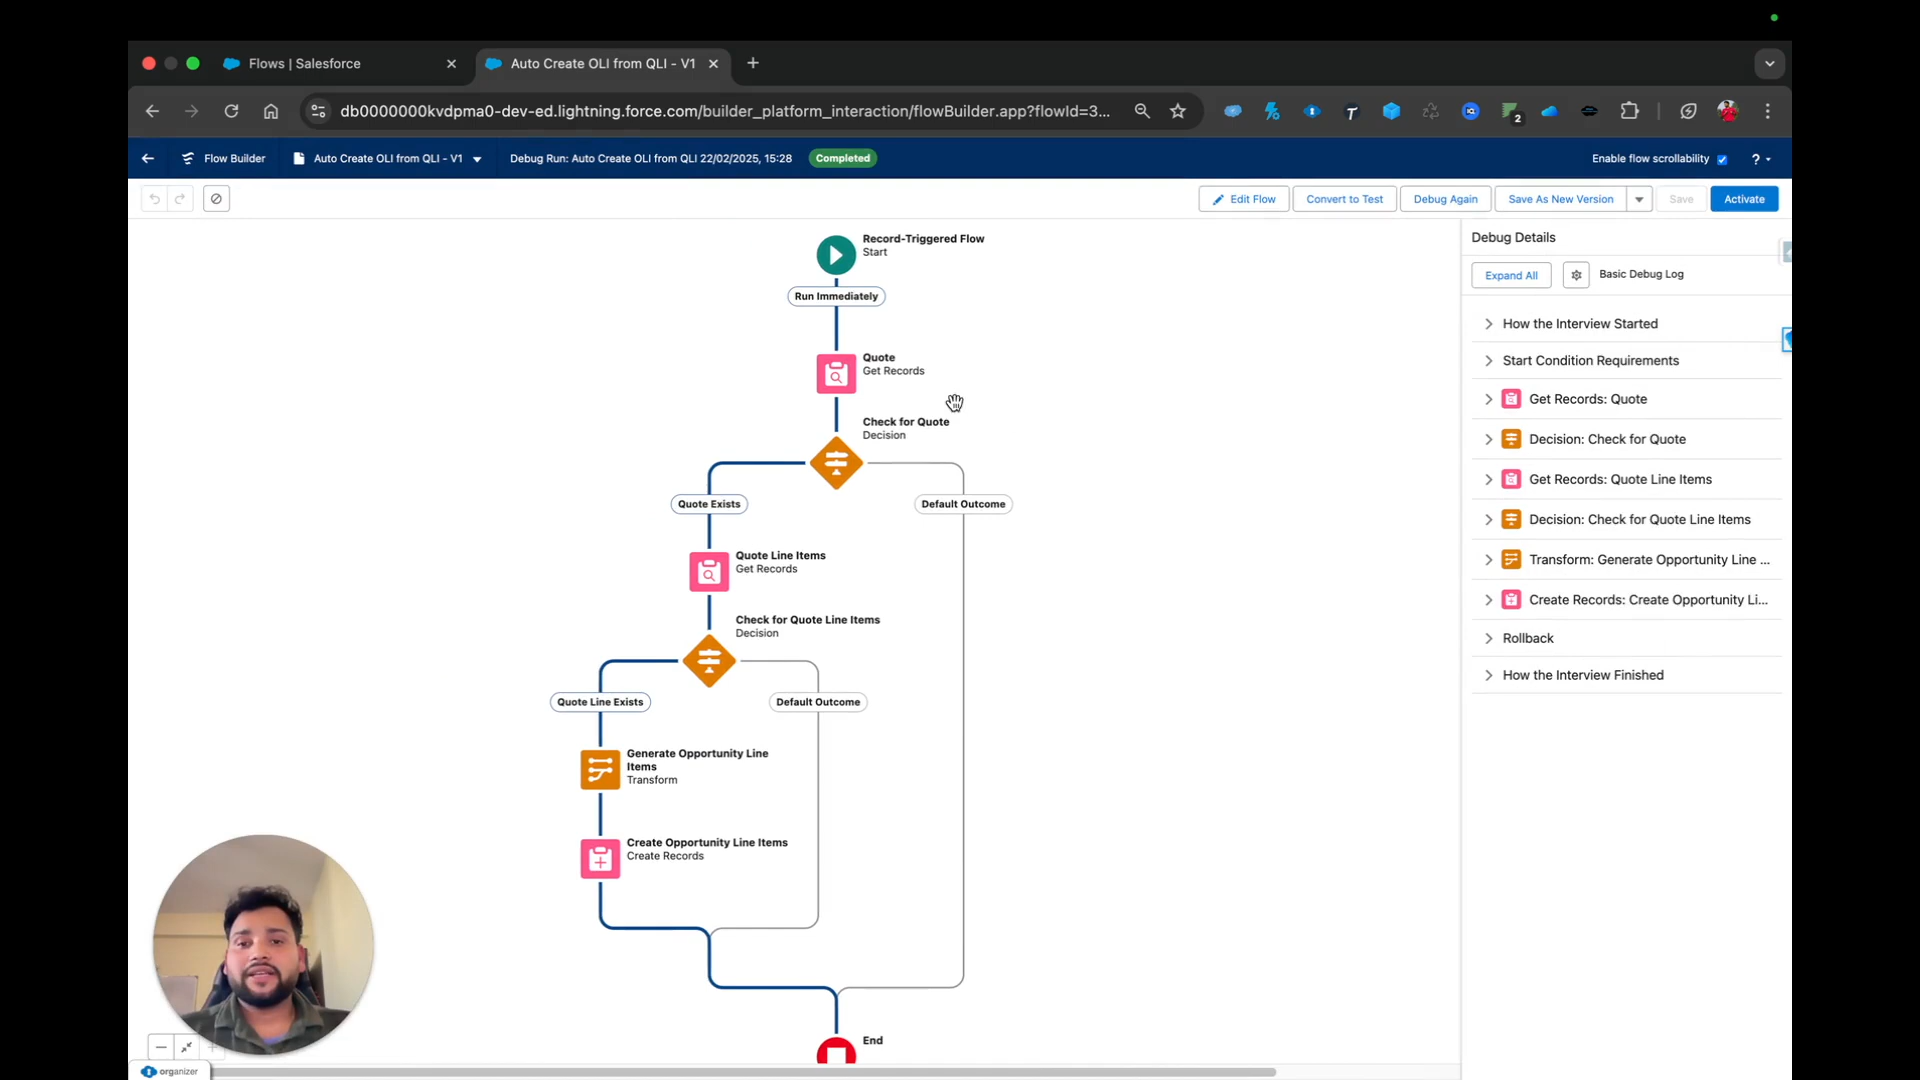 Flows | Salesforce
Auto Create OLI from QLI - V1
db0000000kvdpma0-dev-ed.lightning.force.com/builder_platform_interaction/flowBuilder.app?flowId=3...
2
Flow Builder
Auto Create OLI from QLI - V1
Debug Run: Auto Create OLI from QLI 22/02/2025, 15:28
Completed
Enable flow scrollability
?
Edit Flow
Convert to Test
Debug Again
Save As New Version
Save
Activate
Record-Triggered Flow
Start
Run Immediately
Quote
Get Records
Check for Quote
Decision
Quote Exists
Default Outcome
Quote Line Items
Get Records
Check for Quote Line Items
Decision
Quote Line Exists
Default Outcome
Generate Opportunity Line
Items
Transform
Create Opportunity Line Items
Create Records
End
Debug Details
Expand All
Basic Debug Log
How the Interview Started
Start Condition Requirements
Get Records: Quote
Decision: Check for Quote
Get Records: Quote Line Items
Decision: Check for Quote Line Items
Transform: Generate Opportunity Line ...
Create Records: Create Opportunity Li...
Rollback
How the Interview Finished
organizer